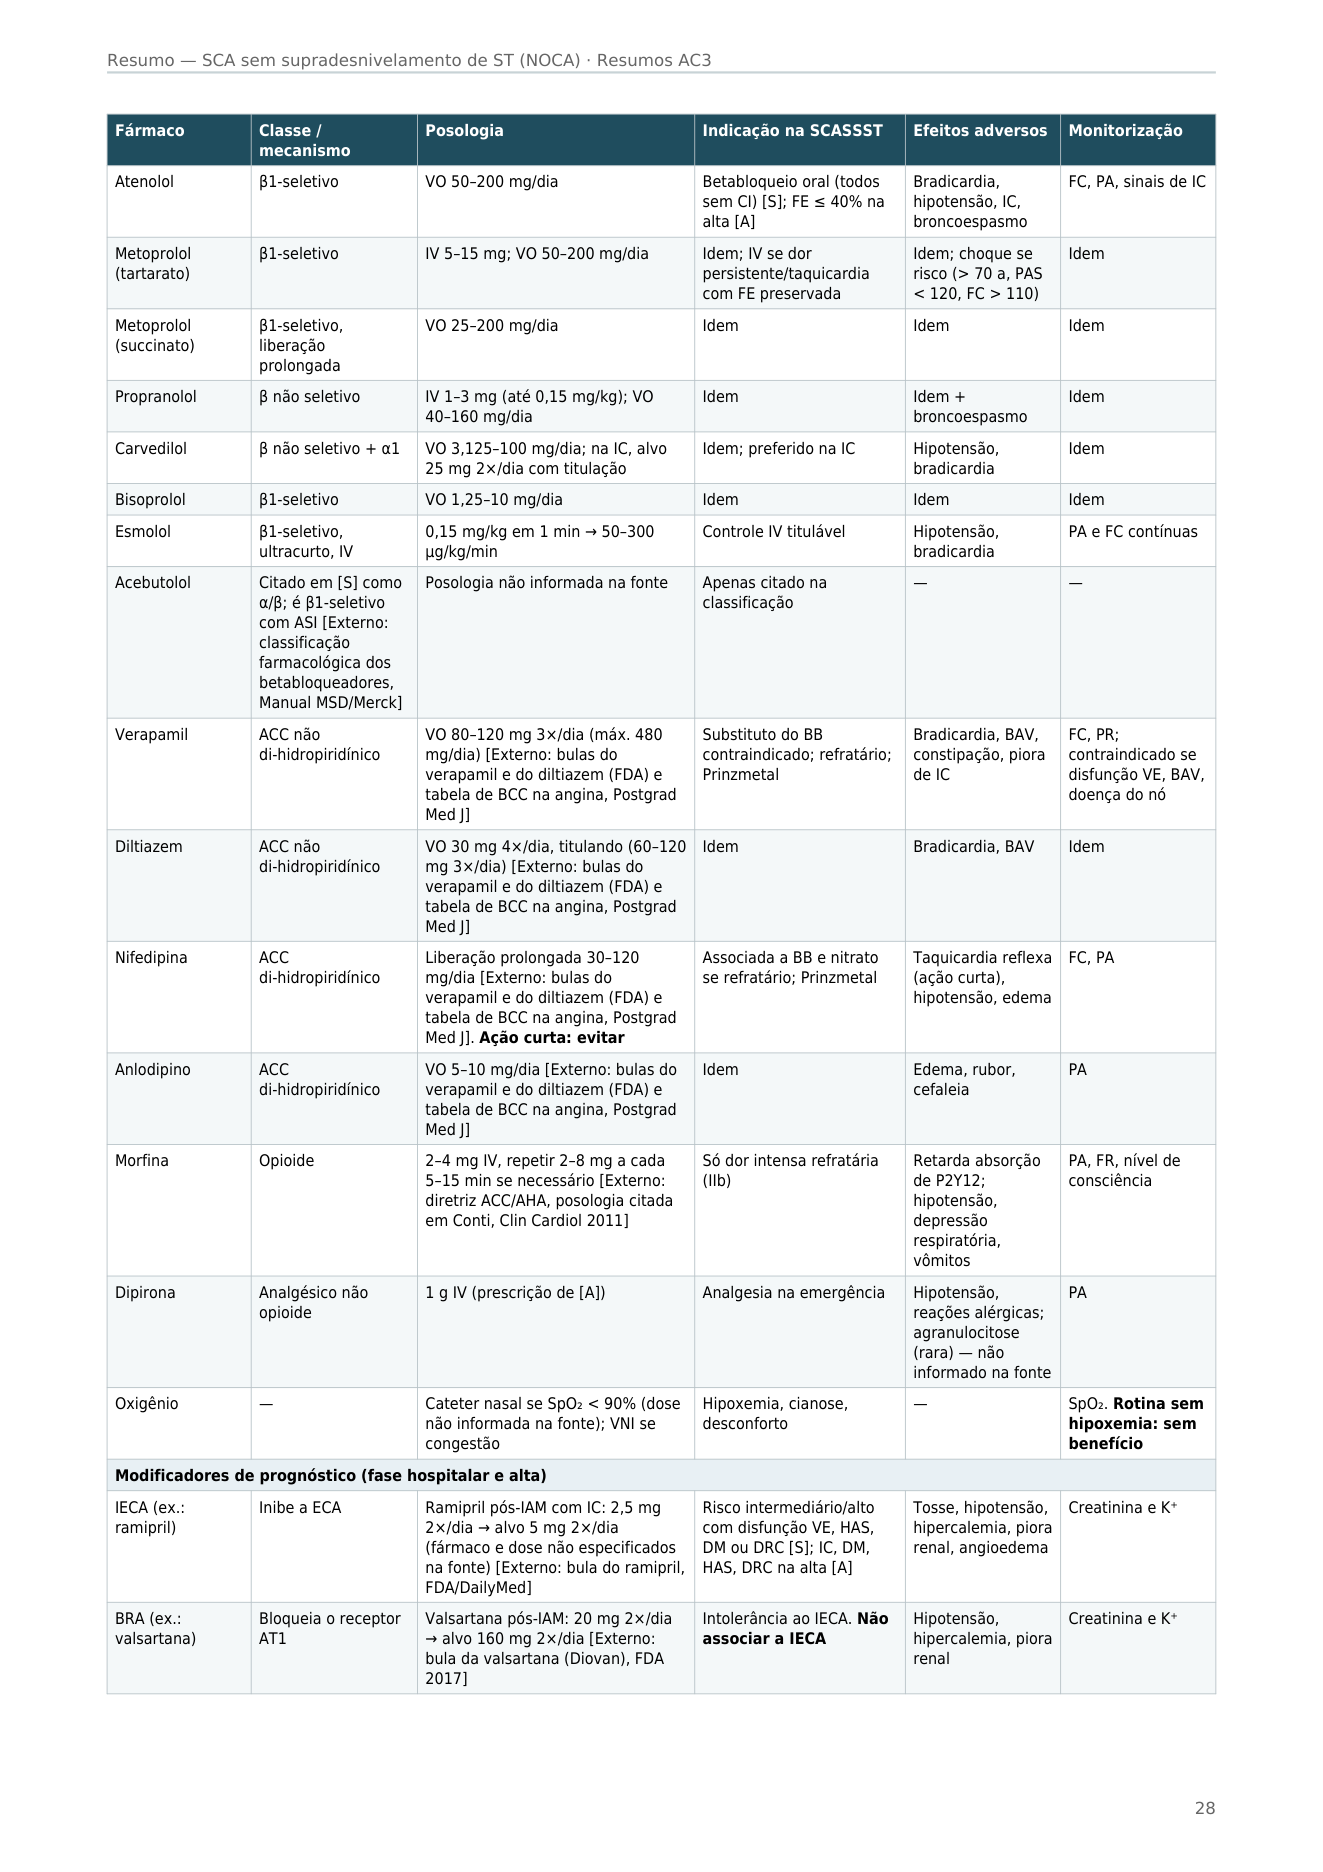 Resumo — SCA sem supradesnivelamento de ST (NOCA) · Resumos AC3
Fármaco
Classe /
mecanismo
Posologia
Indicação na SCASSST
Efeitos adversos
Monitorização
Atenolol
β1-seletivo
VO 50–200 mg/dia
Betabloqueio oral (todos
sem CI) [S]; FE ≤ 40% na
alta [A]
Bradicardia,
hipotensão, IC,
broncoespasmo
FC, PA, sinais de IC
Metoprolol
(tartarato)
β1-seletivo
IV 5–15 mg; VO 50–200 mg/dia
Idem; IV se dor
persistente/taquicardia
com FE preservada
Idem; choque se
risco (> 70 a, PAS
< 120, FC > 110)
Idem
Metoprolol
(succinato)
β1-seletivo,
liberação
prolongada
VO 25–200 mg/dia
Idem
Idem
Idem
Propranolol
β não seletivo
IV 1–3 mg (até 0,15 mg/kg); VO
40–160 mg/dia
Idem
Idem +
broncoespasmo
Idem
Carvedilol
β não seletivo + α1
VO 3,125–100 mg/dia; na IC, alvo
25 mg 2×/dia com titulação
Idem; preferido na IC
Hipotensão,
bradicardia
Idem
Bisoprolol
β1-seletivo
VO 1,25–10 mg/dia
Idem
Idem
Idem
Esmolol
β1-seletivo,
ultracurto, IV
0,15 mg/kg em 1 min → 50–300
µg/kg/min
Controle IV titulável
Hipotensão,
bradicardia
PA e FC contínuas
Acebutolol
Citado em [S] como
α/β; é β1-seletivo
com ASI [Externo:
classificação
farmacológica dos
betabloqueadores,
Manual MSD/Merck]
Posologia não informada na fonte
Apenas citado na
classificação
—
—
Verapamil
ACC não
di-hidropiridínico
VO 80–120 mg 3×/dia (máx. 480
mg/dia) [Externo: bulas do
verapamil e do diltiazem (FDA) e
tabela de BCC na angina, Postgrad
Med J]
Substituto do BB
contraindicado; refratário;
Prinzmetal
Bradicardia, BAV,
constipação, piora
de IC
FC, PR;
contraindicado se
disfunção VE, BAV,
doença do nó
Diltiazem
ACC não
di-hidropiridínico
VO 30 mg 4×/dia, titulando (60–120
mg 3×/dia) [Externo: bulas do
verapamil e do diltiazem (FDA) e
tabela de BCC na angina, Postgrad
Med J]
Idem
Bradicardia, BAV
Idem
Nifedipina
ACC
di-hidropiridínico
Liberação prolongada 30–120
mg/dia [Externo: bulas do
verapamil e do diltiazem (FDA) e
tabela de BCC na angina, Postgrad
Med J]. Ação curta: evitar
Associada a BB e nitrato
se refratário; Prinzmetal
Taquicardia reflexa
(ação curta),
hipotensão, edema
FC, PA
Anlodipino
ACC
di-hidropiridínico
VO 5–10 mg/dia [Externo: bulas do
verapamil e do diltiazem (FDA) e
tabela de BCC na angina, Postgrad
Med J]
Idem
Edema, rubor,
cefaleia
PA
Morfina
Opioide
2–4 mg IV, repetir 2–8 mg a cada
5–15 min se necessário [Externo:
diretriz ACC/AHA, posologia citada
em Conti, Clin Cardiol 2011]
Só dor intensa refratária
(IIb)
Retarda absorção
de P2Y12;
hipotensão,
depressão
respiratória,
vômitos
PA, FR, nível de
consciência
Dipirona
Analgésico não
opioide
1 g IV (prescrição de [A])
Analgesia na emergência
Hipotensão,
reações alérgicas;
agranulocitose
(rara) — não
informado na fonte
PA
Oxigênio
—
Cateter nasal se SpO₂ < 90% (dose
não informada na fonte); VNI se
congestão
Hipoxemia, cianose,
desconforto
—
SpO₂. Rotina sem
hipoxemia: sem
benefício
Modificadores de prognóstico (fase hospitalar e alta)
IECA (ex.:
ramipril)
Inibe a ECA
Ramipril pós-IAM com IC: 2,5 mg
2×/dia → alvo 5 mg 2×/dia
(fármaco e dose não especificados
na fonte) [Externo: bula do ramipril,
FDA/DailyMed]
Risco intermediário/alto
com disfunção VE, HAS,
DM ou DRC [S]; IC, DM,
HAS, DRC na alta [A]
Tosse, hipotensão,
hipercalemia, piora
renal, angioedema
Creatinina e K⁺
BRA (ex.:
valsartana)
Bloqueia o receptor
AT1
Valsartana pós-IAM: 20 mg 2×/dia
→ alvo 160 mg 2×/dia [Externo:
bula da valsartana (Diovan), FDA
2017]
Intolerância ao IECA. Não
associar a IECA
Hipotensão,
hipercalemia, piora
renal
Creatinina e K⁺
28